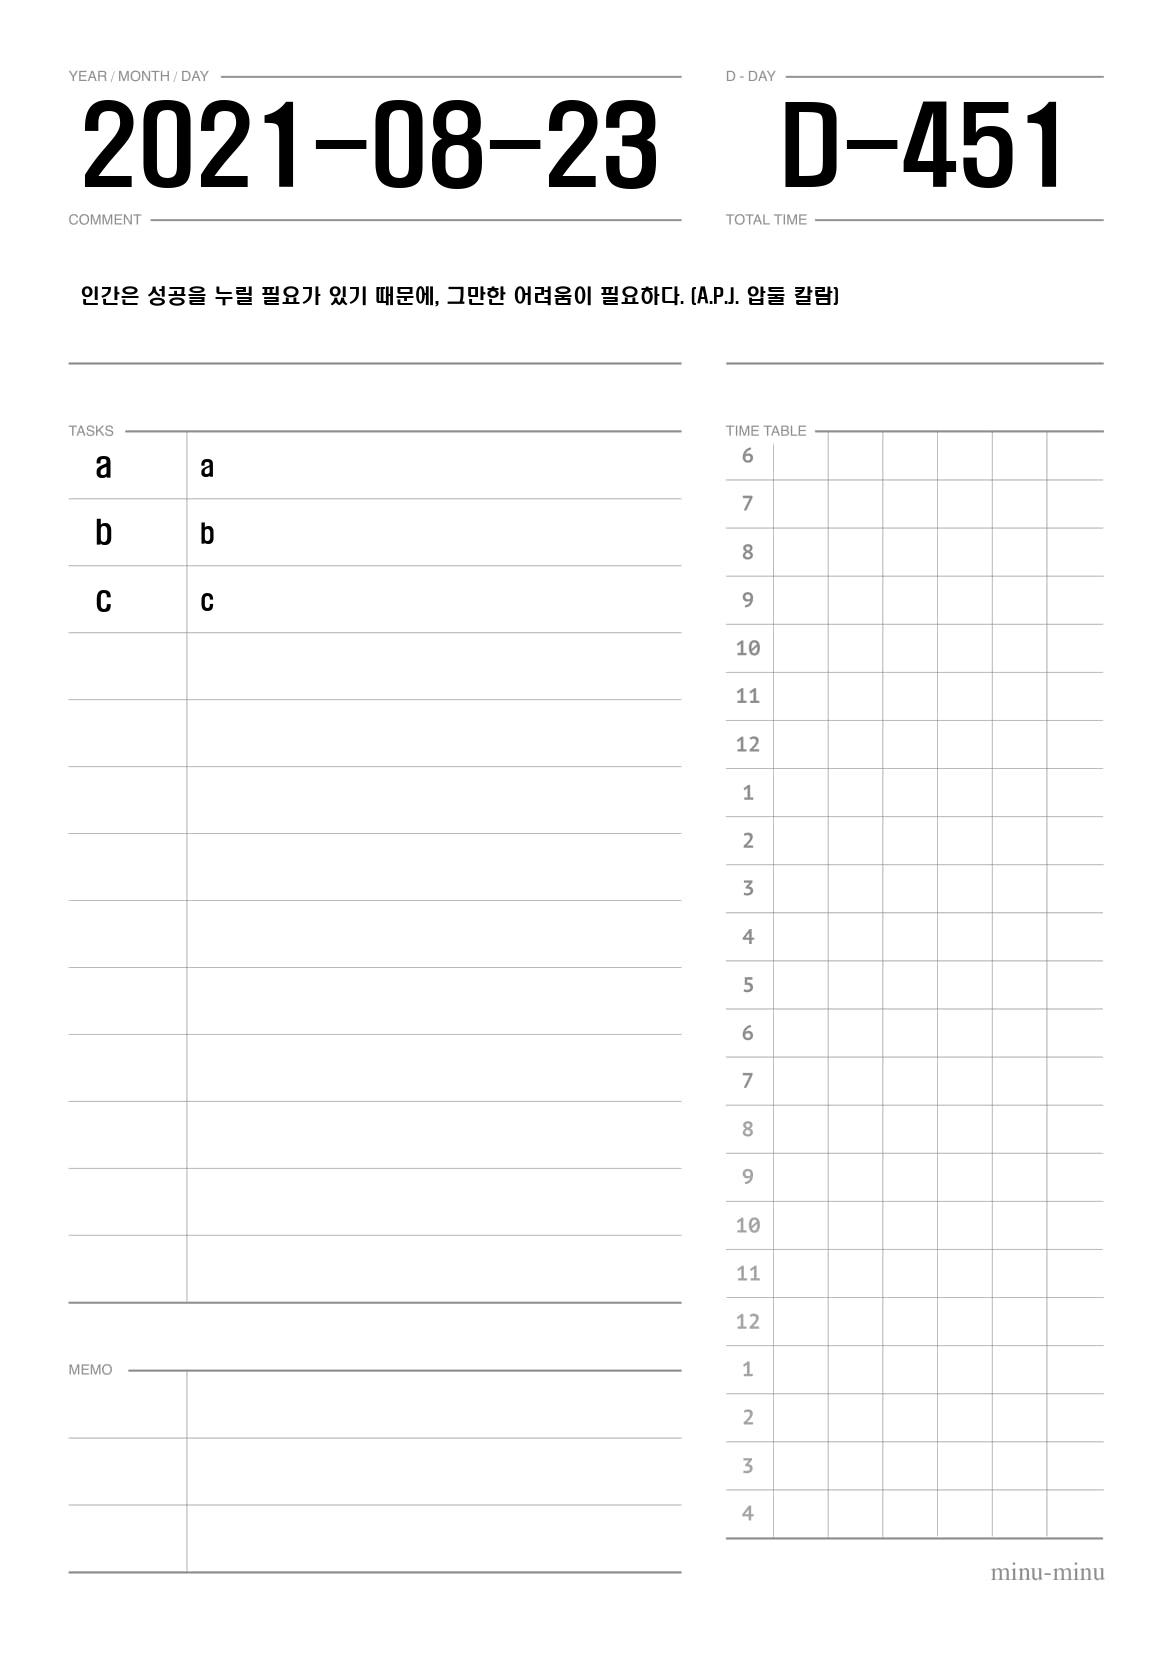 YEAR / MONTH / DAY
2021-08-23
D - DAY
D-451
COMMENT
TOTAL TIME
인간은 성공을 누릴 필요가 있기 때문에, 그만한 어려움이 필요하다. (A.P.J. 압둘 칼람)
TASKS
a a
b b
c c
TIME TABLE
6
7
8
9
10
11
12
1
2
3
4
5
6
7
8
9
10
11
12
1
2
3
4
MEMO
minu-minu